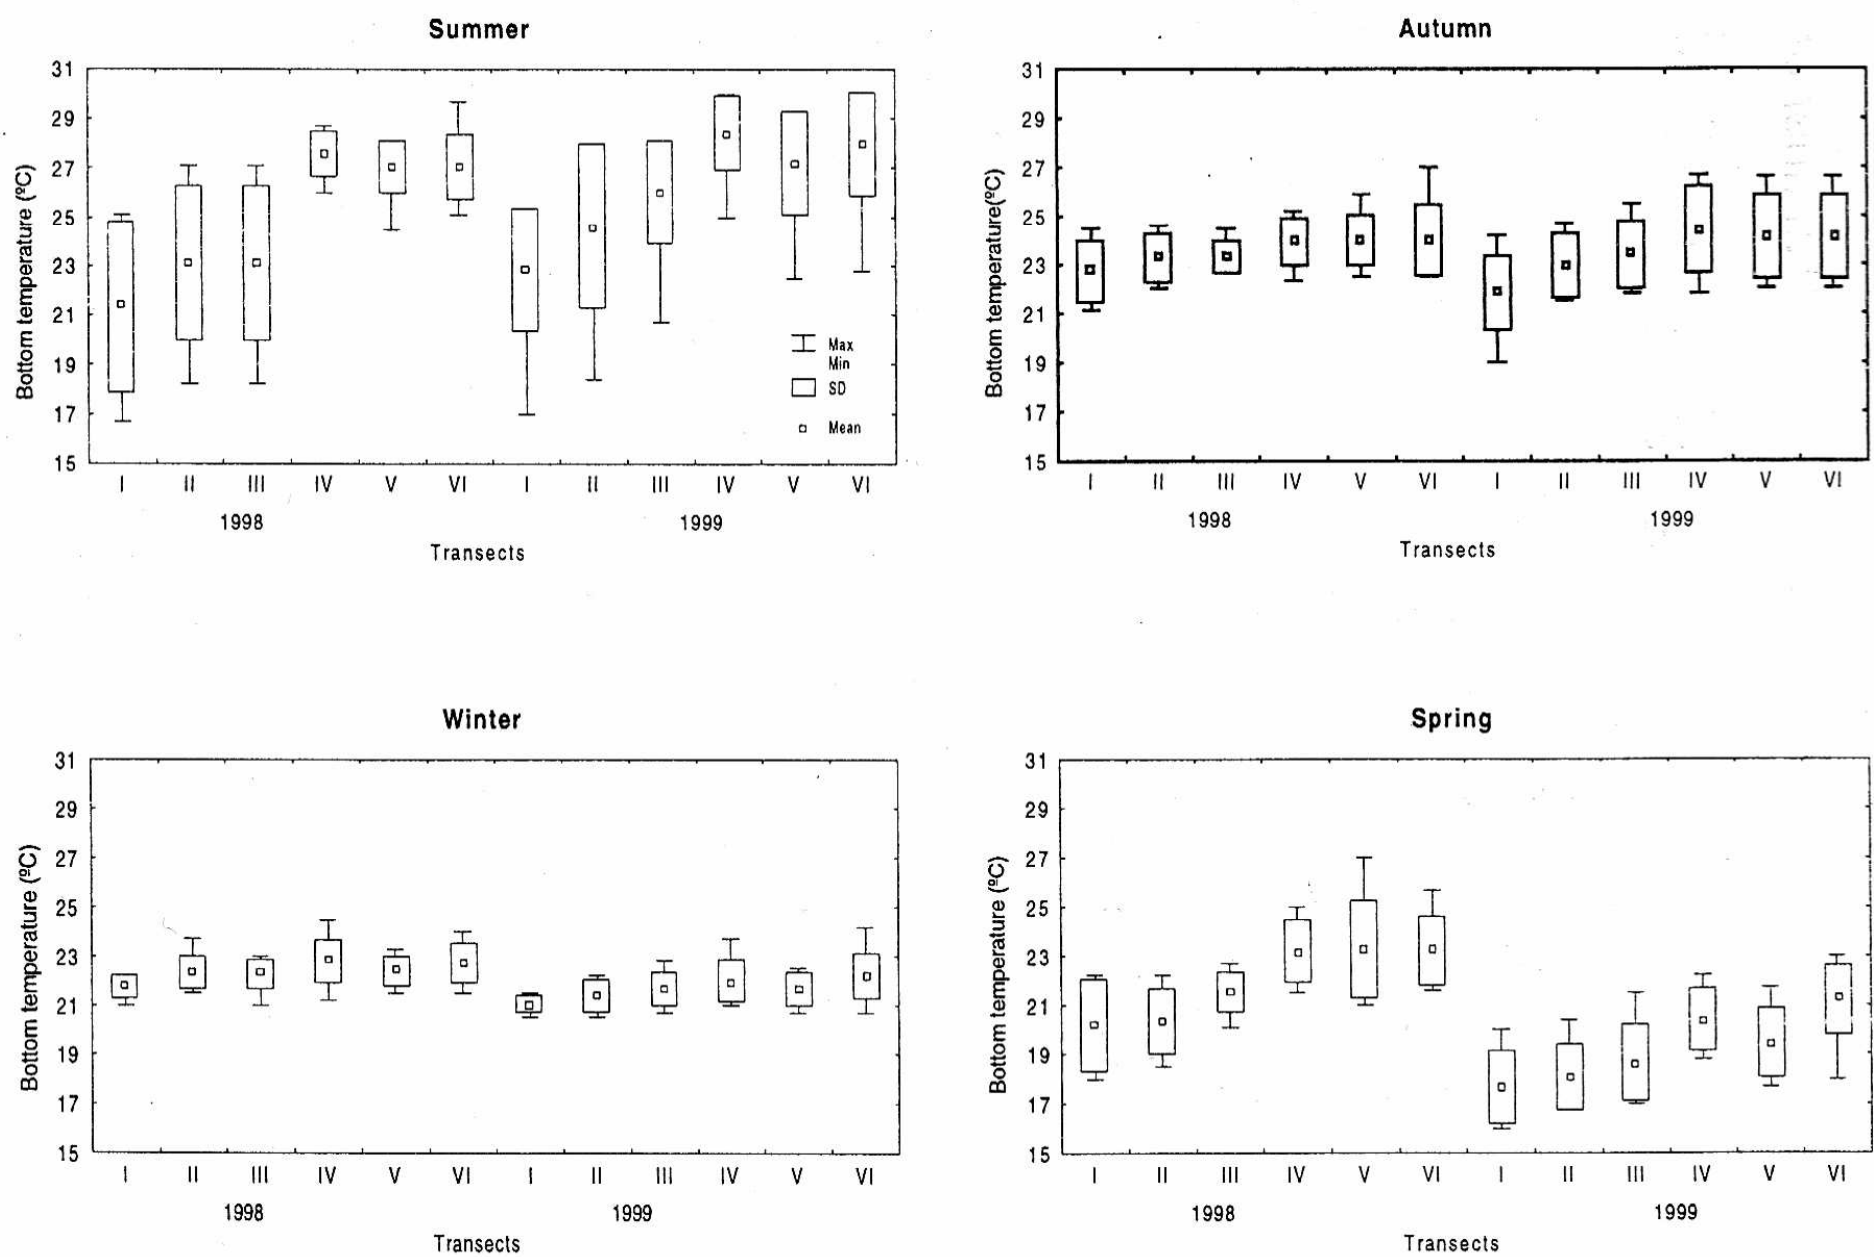 Summer
31
29
27
25
23
21
19
17
15
Bottom temperature (ºC)
Max
Min
SD
Mean
I II III IV V VI I II III IV V VI
1998 1999
Transects
Autumn
31
29
27
25
23
21
19
17
15
Bottom temperature(ºC)
I II III IV V VI I II III IV V VI
1998 1999
Transects
Winter
31
29
27
25
23
21
19
17
15
Bottom temperature (ºC)
I II III IV V VI I II III IV V VI
1998 1999
Transects
Spring
31
29
27
25
23
21
19
17
15
Bottom temperature (ºC)
I II III IV V VI I II III IV V VI
1998 1999
Transects